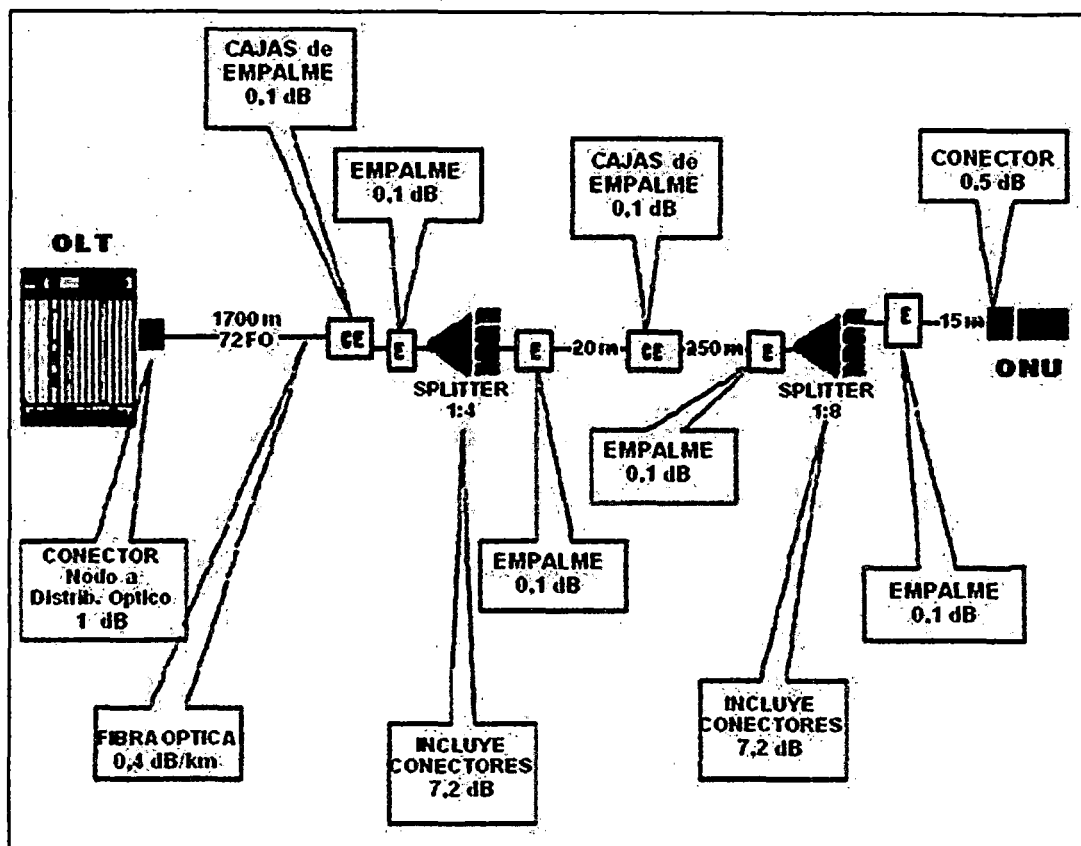 CAJAS de
EMPALME
0,1 dB
EMPALME
0,1 dB
CAJAS de
EMPALME
0,1 dB
CONECTOR
0.5 dB
OLT
1700 m
72 FO
CE
E
SPLITTER
1:4
E
20 m
CE
250 m
E
SPLITTER
1:8
E
15 m
ONU
EMPALME
0,1 dB
CONECTOR
Nodo a
Distrib. Optico
1 dB
EMPALME
0,1 dB
EMPALME
0,1 dB
FIBRA OPTICA
0,4 dB/km
INCLUYE
CONECTORES
7,2 dB
INCLUYE
CONECTORES
7,2 dB